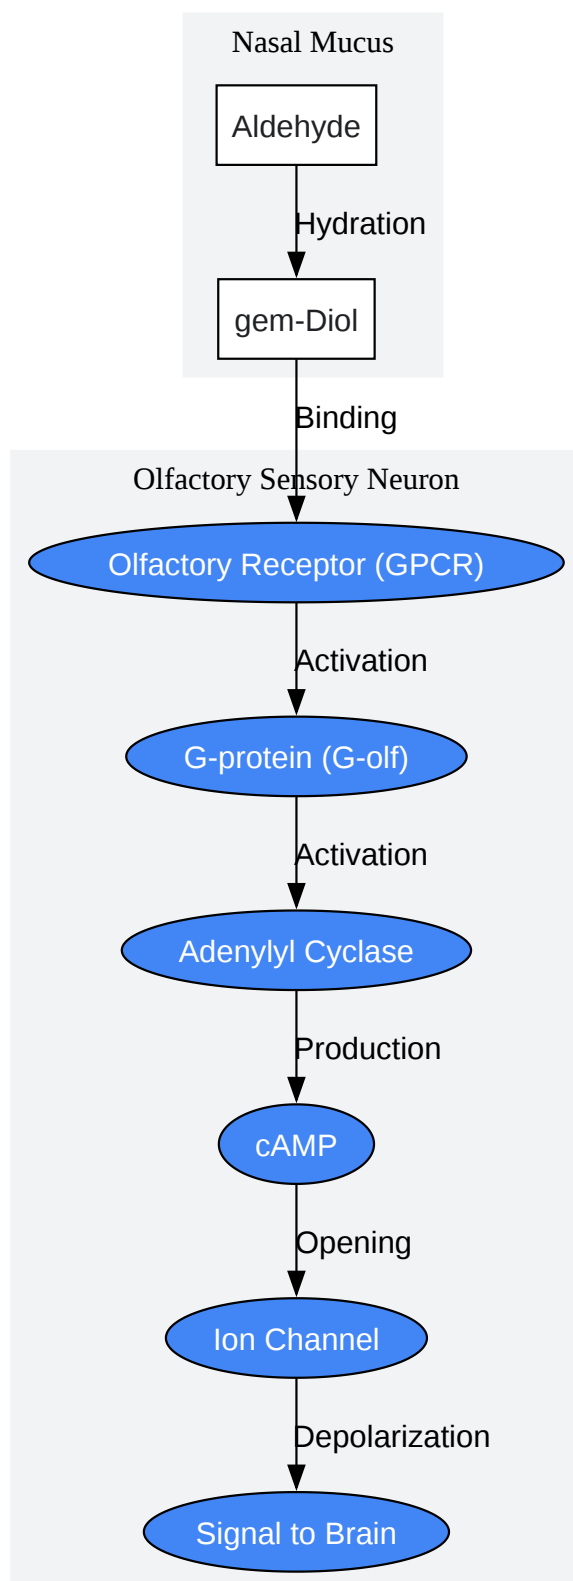 Nasal Mucus
Aldehyde
Hydration
gem-Diol
Binding
Olfactory Sensory Neuron
Olfactory Receptor (GPCR)
Activation
G-protein (G-olf)
Activation
Adenylyl Cyclase
Production
cAMP
Opening
Ion Channel
Depolarization
Signal to Brain